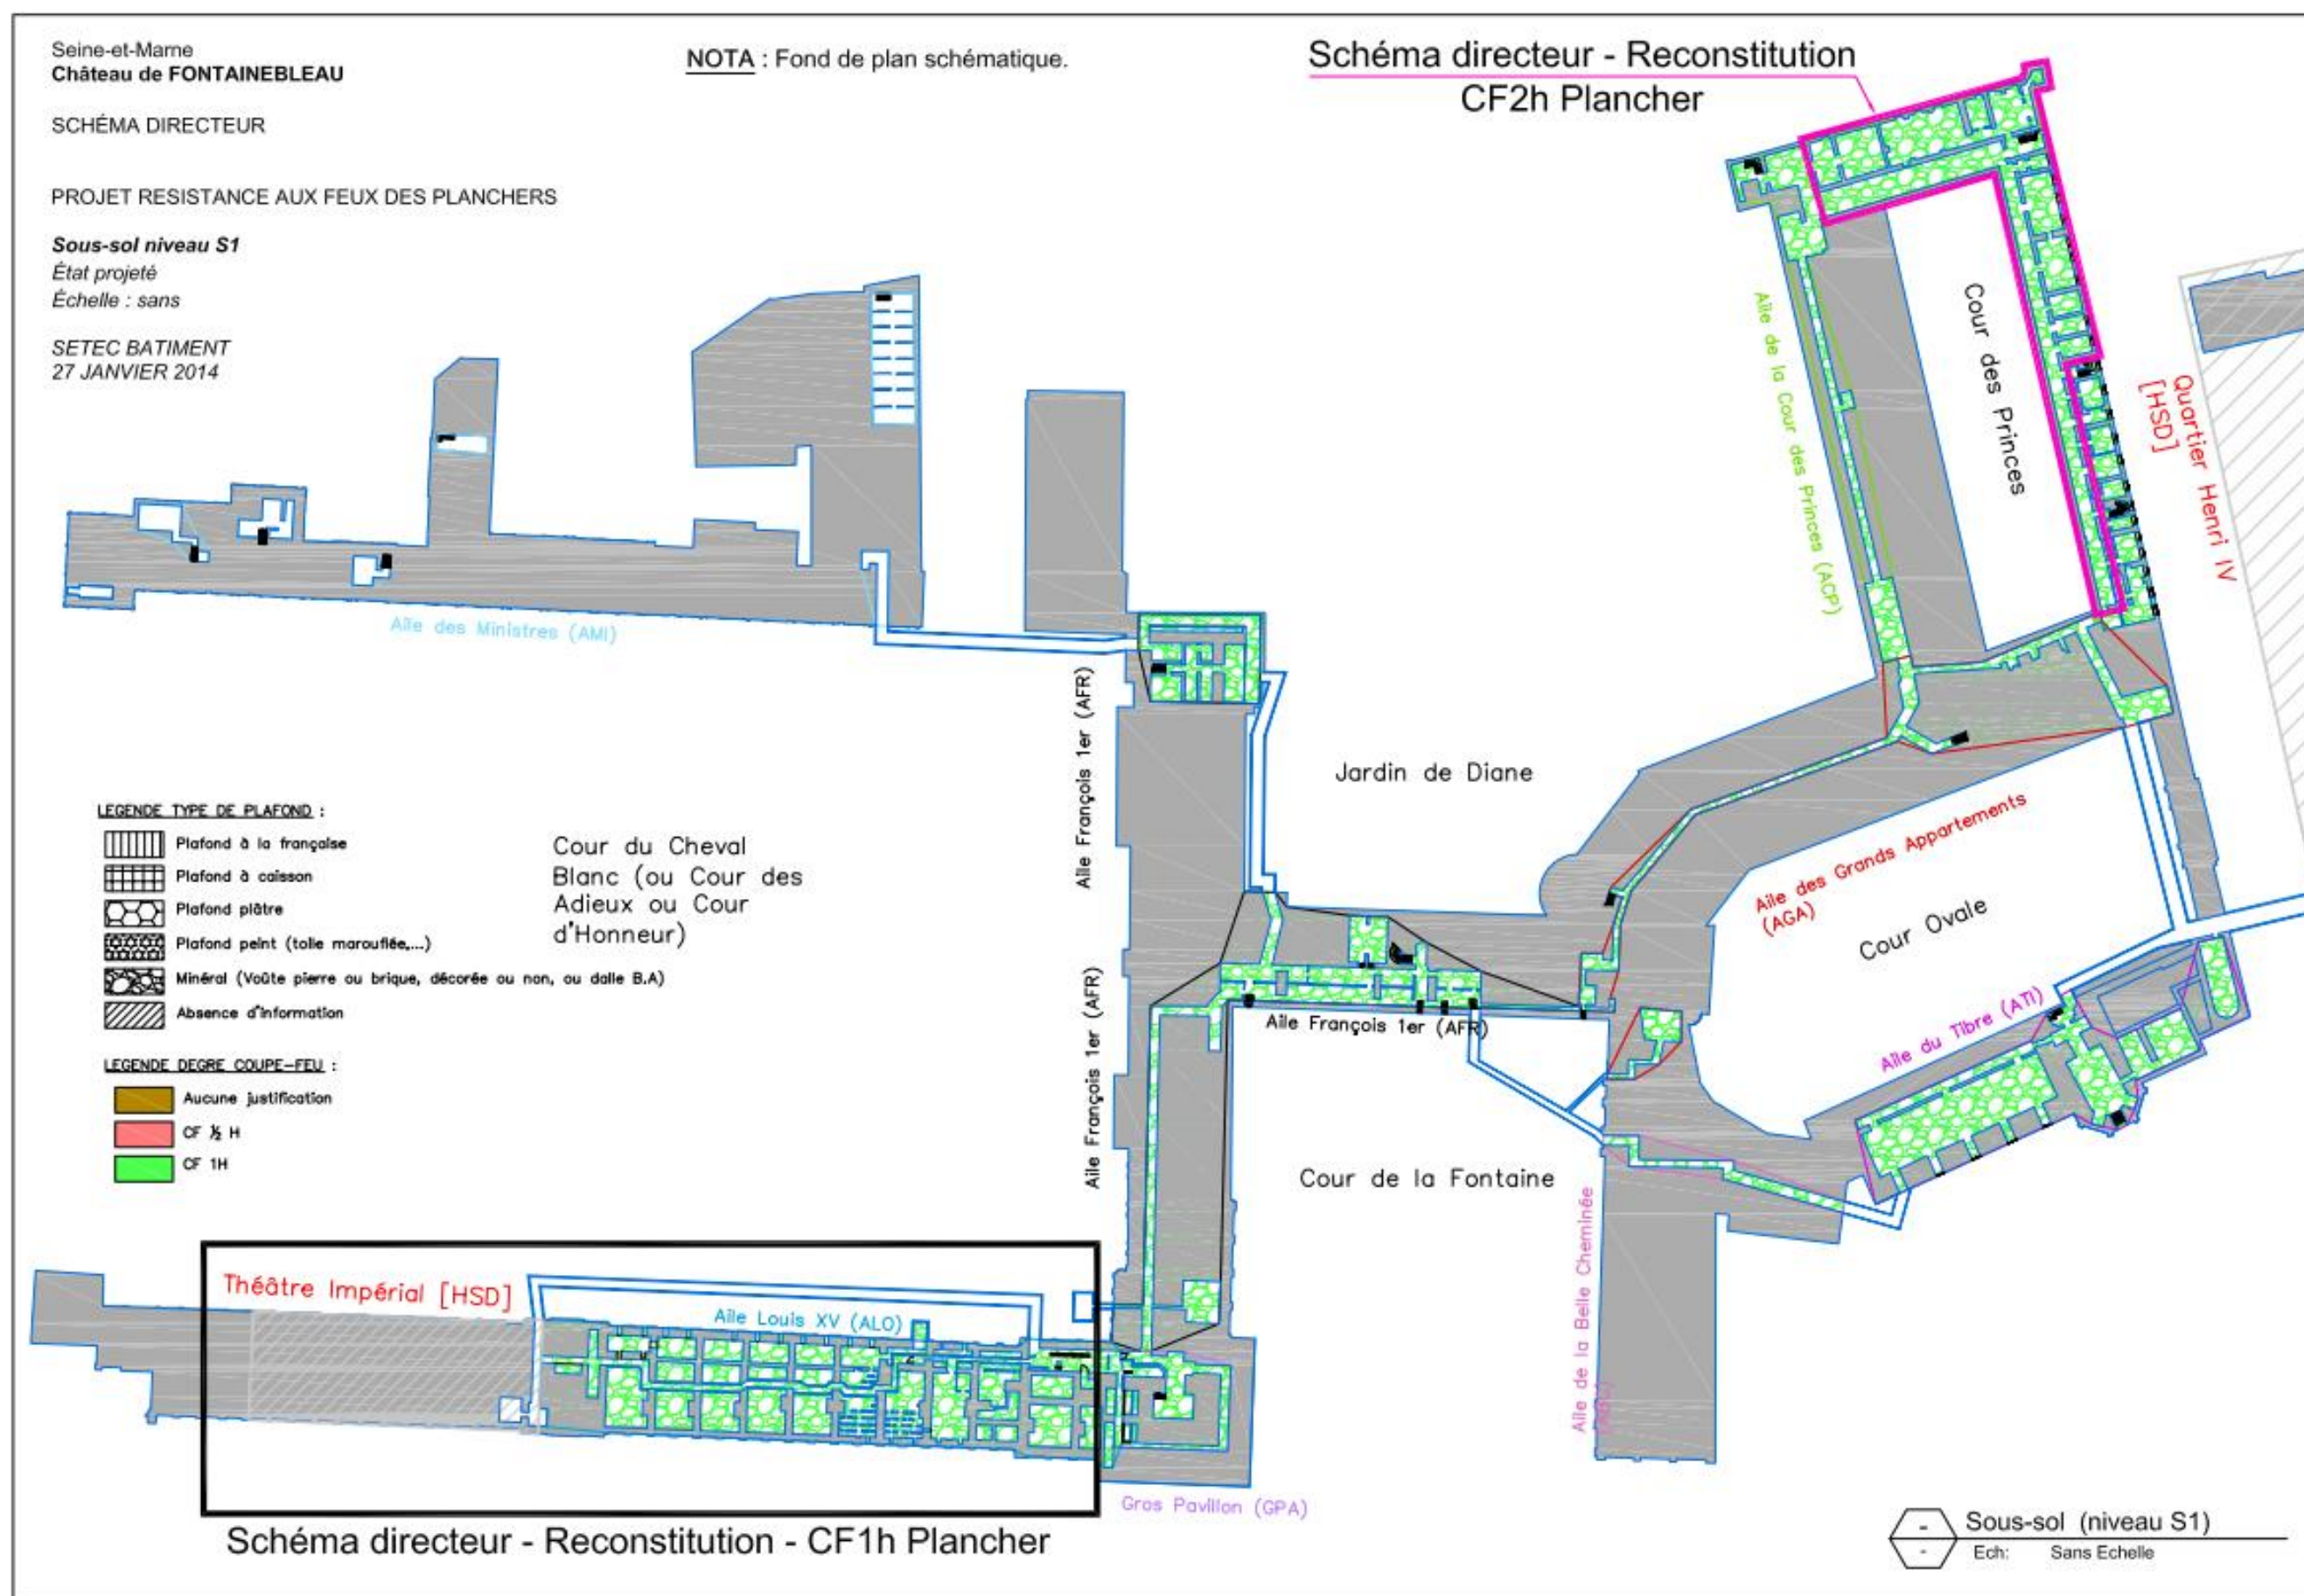 Seine-et-Marne
Château de FONTAINEBLEAU
SCHÉMA DIRECTEUR
PROJET RESISTANCE AUX FEUX DES PLANCHERS
Sous-sol niveau S1
État projeté
Échelle : sans
SETEC BATIMENT
27 JANVIER 2014
NOTA : Fond de plan schématique.
Schéma directeur - Reconstitution
CF2h Plancher
Aile de la Cour des Princes (ACP)
Cour des Princes
Quartier Henri IV
[HSD]
Aile des Ministres (AMI)
Aile François 1er (AFR)
Jardin de Diane
Aile des Grands Appartements
(AGA)
Cour Ovale
LEGENDE TYPE DE PLAFOND :
Plafond à la française
Plafond à caisson
Plafond plâtre
Plafond peint (toile marouflée,...)
Minéral (Voûte pierre ou brique, décorée ou non, ou dalle B.A)
Absence d'information
Cour du Cheval
Blanc (ou Cour des
Adieux ou Cour
d'Honneur)
LEGENDE DEGRE COUPE-FEU :
Aucune justification
CF ½ H
CF 1H
Aile François 1er (AFR)
Aile François 1er (AFR)
Aile du Tibre (ATI)
Cour de la Fontaine
Aile de la Belle Cheminée
Théâtre Impérial [HSD]
Aile Louis XV (ALO)
Gros Pavillon (GPA)
Schéma directeur - Reconstitution - CF1h Plancher
- Sous-sol (niveau S1)
- Ech: Sans Echelle